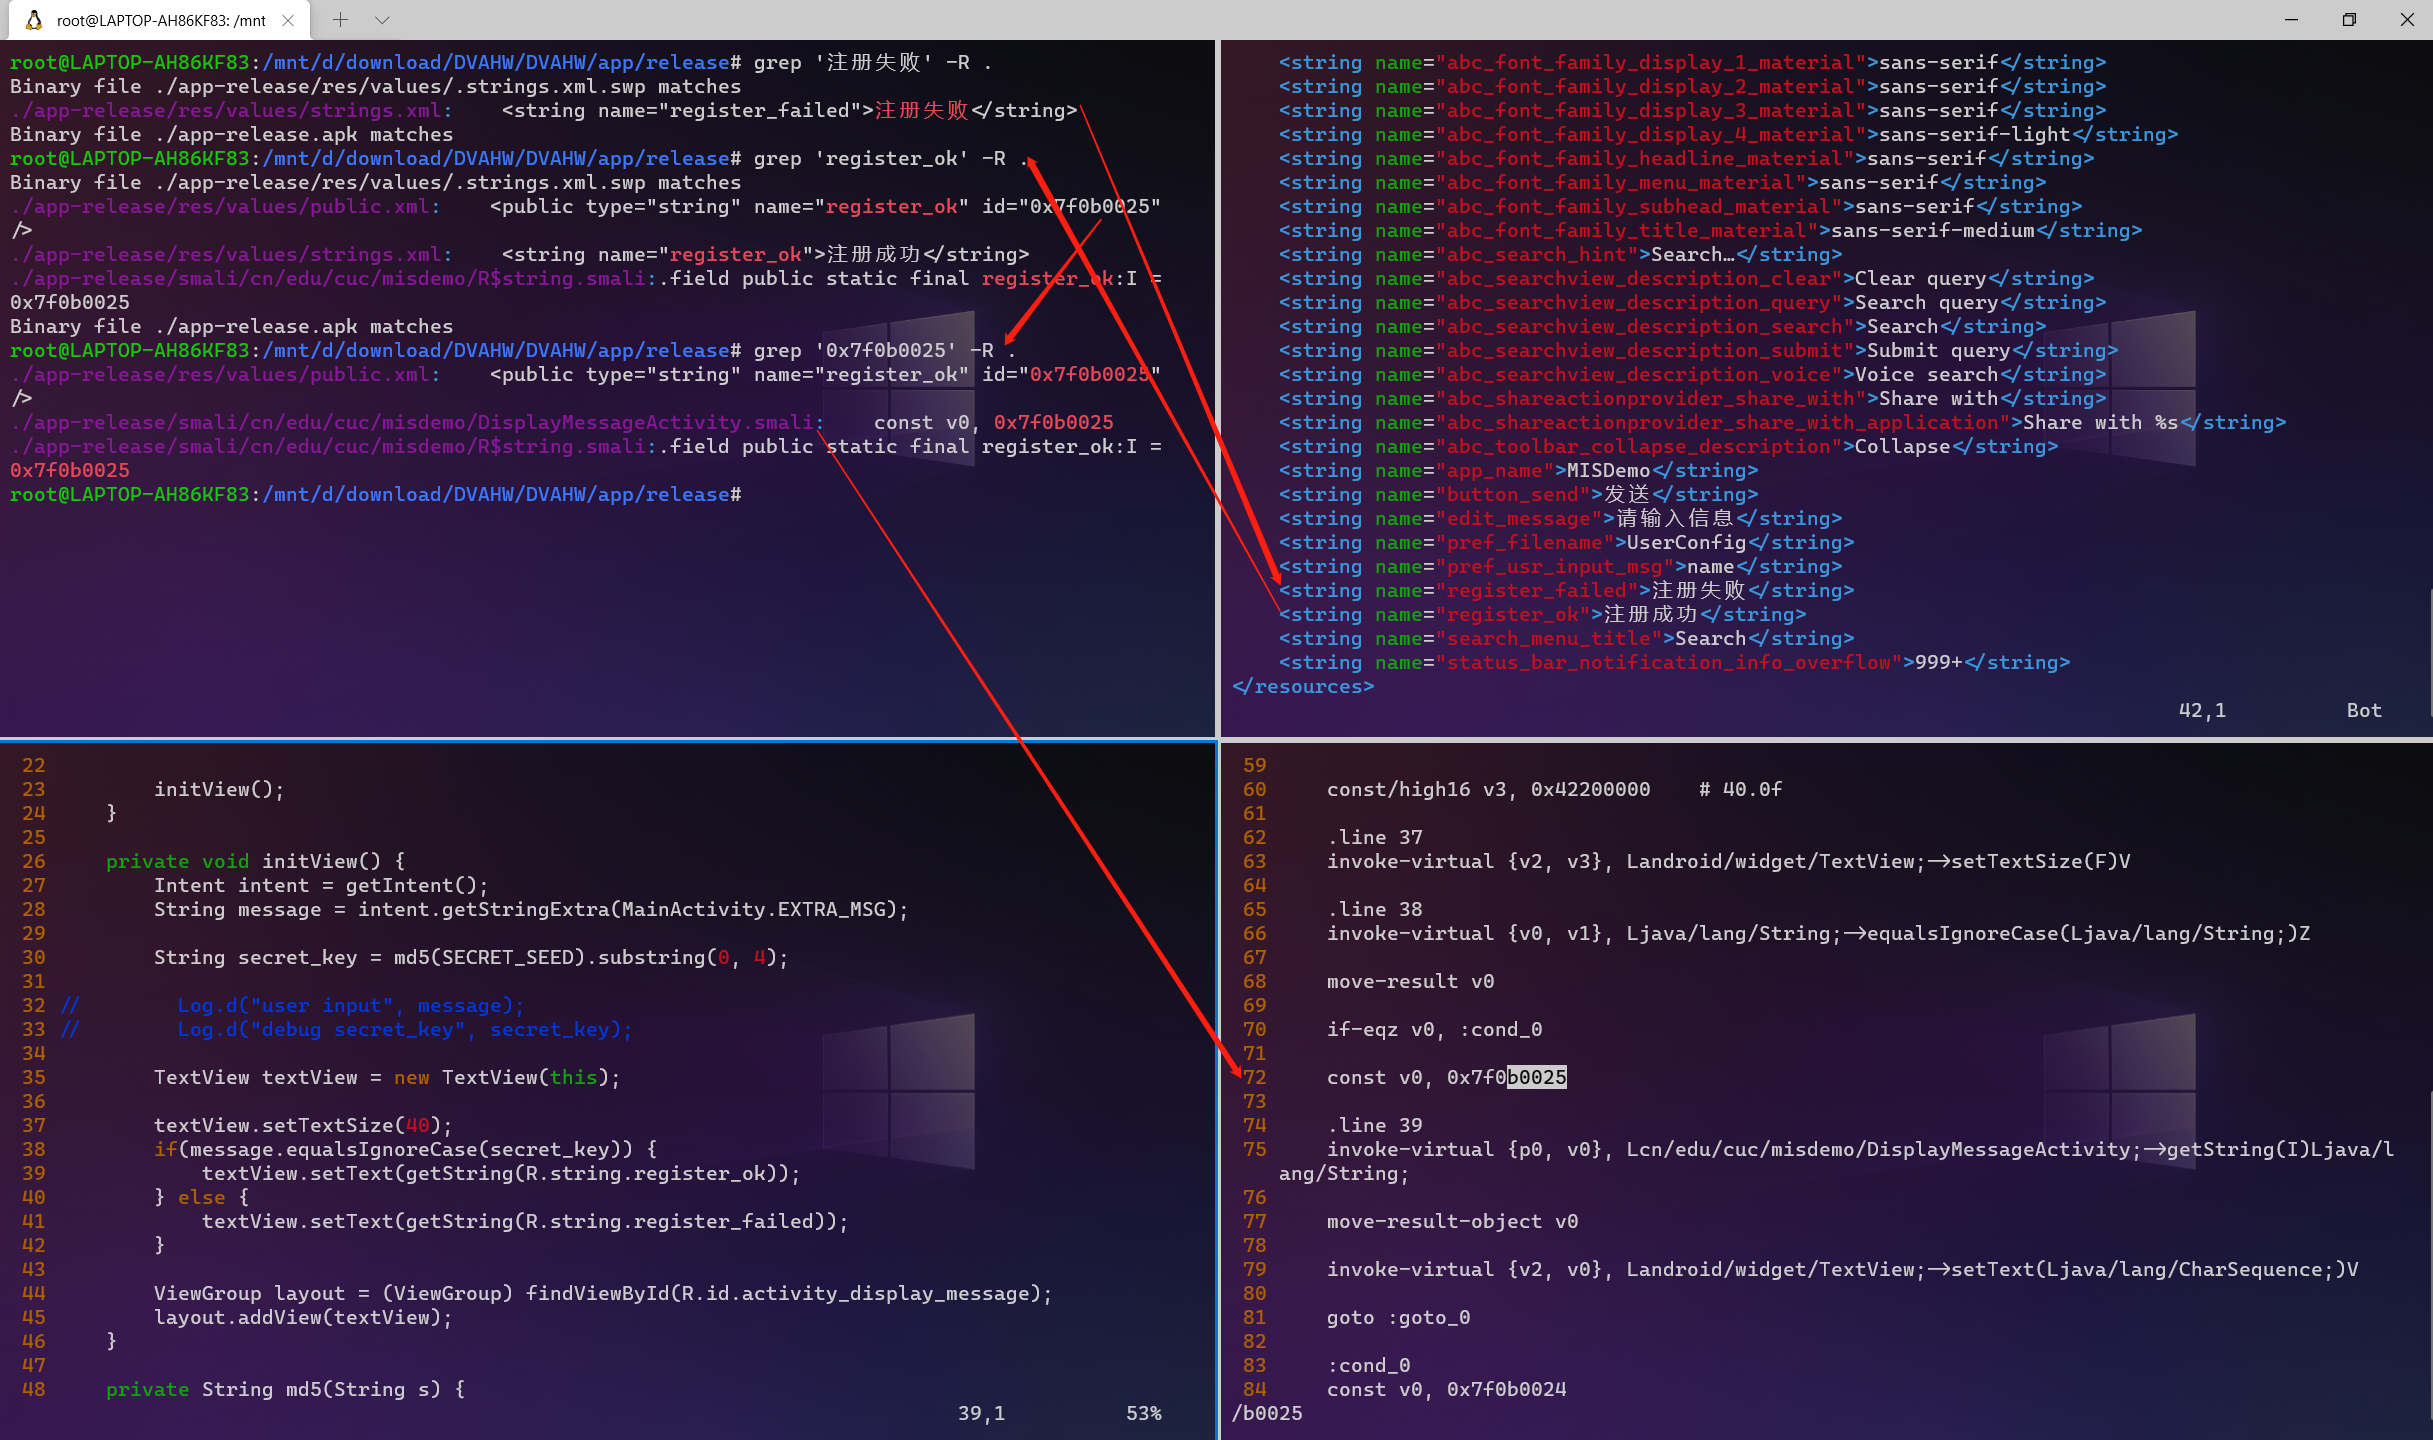 root@LAPTOP-AH86KF83: /mnt
root@LAPTOP-AH86KF83:/mnt/d/download/DVAHW/DVAHW/app/release# grep '注册失败' -R .
Binary file ./app-release/res/values/.strings.xml.swp matches
./app-release/res/values/strings.xml:    <string name="register_failed">注册失败</string>
Binary file ./app-release.apk matches
root@LAPTOP-AH86KF83:/mnt/d/download/DVAHW/DVAHW/app/release# grep 'register_ok' -R .
Binary file ./app-release/res/values/.strings.xml.swp matches
./app-release/res/values/public.xml:    <public type="string" name="register_ok" id="0x7f0b0025"
/>
./app-release/res/values/strings.xml:    <string name="register_ok">注册成功</string>
./app-release/smali/cn/edu/cuc/misdemo/R$string.smali:.field public static final register_ok:I =
0x7f0b0025
Binary file ./app-release.apk matches
root@LAPTOP-AH86KF83:/mnt/d/download/DVAHW/DVAHW/app/release# grep '0x7f0b0025' -R .
./app-release/res/values/public.xml:    <public type="string" name="register_ok" id="0x7f0b0025"
/>
./app-release/smali/cn/edu/cuc/misdemo/DisplayMessageActivity.smali:    const v0, 0x7f0b0025
./app-release/smali/cn/edu/cuc/misdemo/R$string.smali:.field public static final register_ok:I =
0x7f0b0025
root@LAPTOP-AH86KF83:/mnt/d/download/DVAHW/DVAHW/app/release#
<string name="abc_font_family_display_1_material">sans-serif</string>
<string name="abc_font_family_display_2_material">sans-serif</string>
<string name="abc_font_family_display_3_material">sans-serif</string>
<string name="abc_font_family_display_4_material">sans-serif-light</string>
<string name="abc_font_family_headline_material">sans-serif</string>
<string name="abc_font_family_menu_material">sans-serif</string>
<string name="abc_font_family_subhead_material">sans-serif</string>
<string name="abc_font_family_title_material">sans-serif-medium</string>
<string name="abc_search_hint">Search…</string>
<string name="abc_searchview_description_clear">Clear query</string>
<string name="abc_searchview_description_query">Search query</string>
<string name="abc_searchview_description_search">Search</string>
<string name="abc_searchview_description_submit">Submit query</string>
<string name="abc_searchview_description_voice">Voice search</string>
<string name="abc_shareactionprovider_share_with">Share with</string>
<string name="abc_shareactionprovider_share_with_application">Share with %s</string>
<string name="abc_toolbar_collapse_description">Collapse</string>
<string name="app_name">MISDemo</string>
<string name="button_send">发送</string>
<string name="edit_message">请输入信息</string>
<string name="pref_filename">UserConfig</string>
<string name="pref_usr_input_msg">name</string>
<string name="register_failed">注册失败</string>
<string name="register_ok">注册成功</string>
<string name="search_menu_title">Search</string>
<string name="status_bar_notification_info_overflow">999+</string>
</resources>
42,1 Bot
22
23         initView();
24     }
25
26     private void initView() {
27         Intent intent = getIntent();
28         String message = intent.getStringExtra(MainActivity.EXTRA_MSG);
29
30         String secret_key = md5(SECRET_SEED).substring(0, 4);
31
32 //        Log.d("user input", message);
33 //        Log.d("debug secret_key", secret_key);
34
35         TextView textView = new TextView(this);
36
37         textView.setTextSize(40);
38         if(message.equalsIgnoreCase(secret_key)) {
39             textView.setText(getString(R.string.register_ok));
40         } else {
41             textView.setText(getString(R.string.register_failed));
42         }
43
44         ViewGroup layout = (ViewGroup) findViewById(R.id.activity_display_message);
45         layout.addView(textView);
46     }
47
48     private String md5(String s) {
39,1 53%
59
60     const/high16 v3, 0x42200000    # 40.0f
61
62     .line 37
63     invoke-virtual {v2, v3}, Landroid/widget/TextView;->setTextSize(F)V
64
65     .line 38
66     invoke-virtual {v0, v1}, Ljava/lang/String;->equalsIgnoreCase(Ljava/lang/String;)Z
67
68     move-result v0
69
70     if-eqz v0, :cond_0
71
72     const v0, 0x7f0b0025
73
74     .line 39
75     invoke-virtual {p0, v0}, Lcn/edu/cuc/misdemo/DisplayMessageActivity;->getString(I)Ljava/l
ang/String;
76
77     move-result-object v0
78
79     invoke-virtual {v2, v0}, Landroid/widget/TextView;->setText(Ljava/lang/CharSequence;)V
80
81     goto :goto_0
82
83     :cond_0
84     const v0, 0x7f0b0024
/b0025